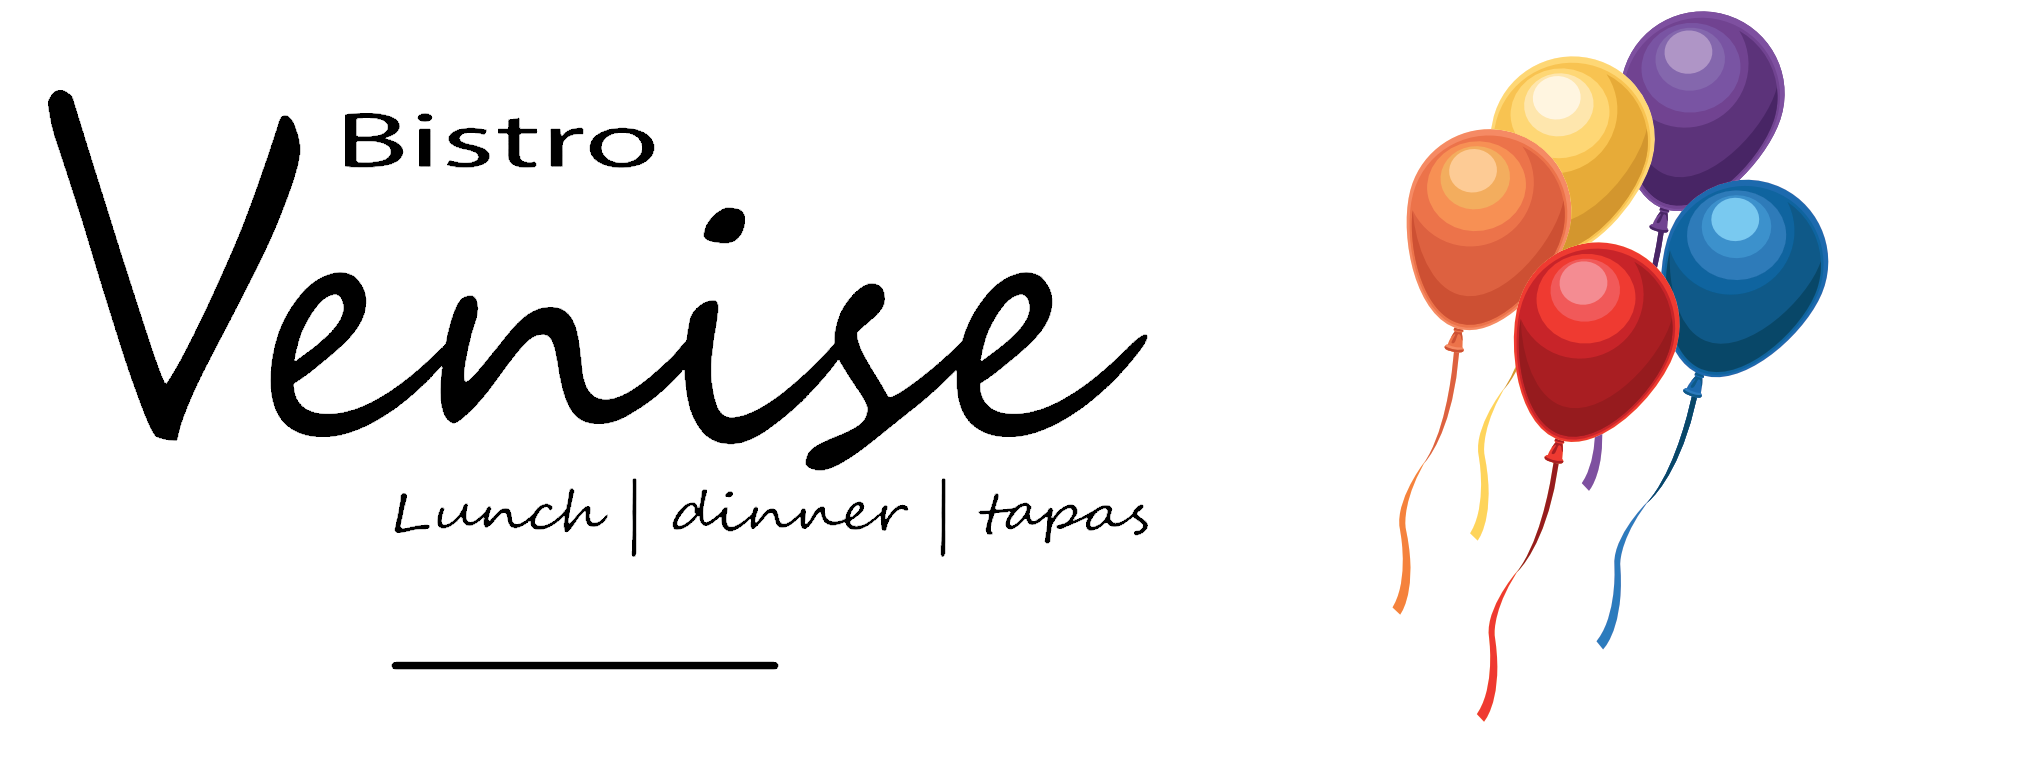 Bistro
Venise
Lunch | dinner | tapas